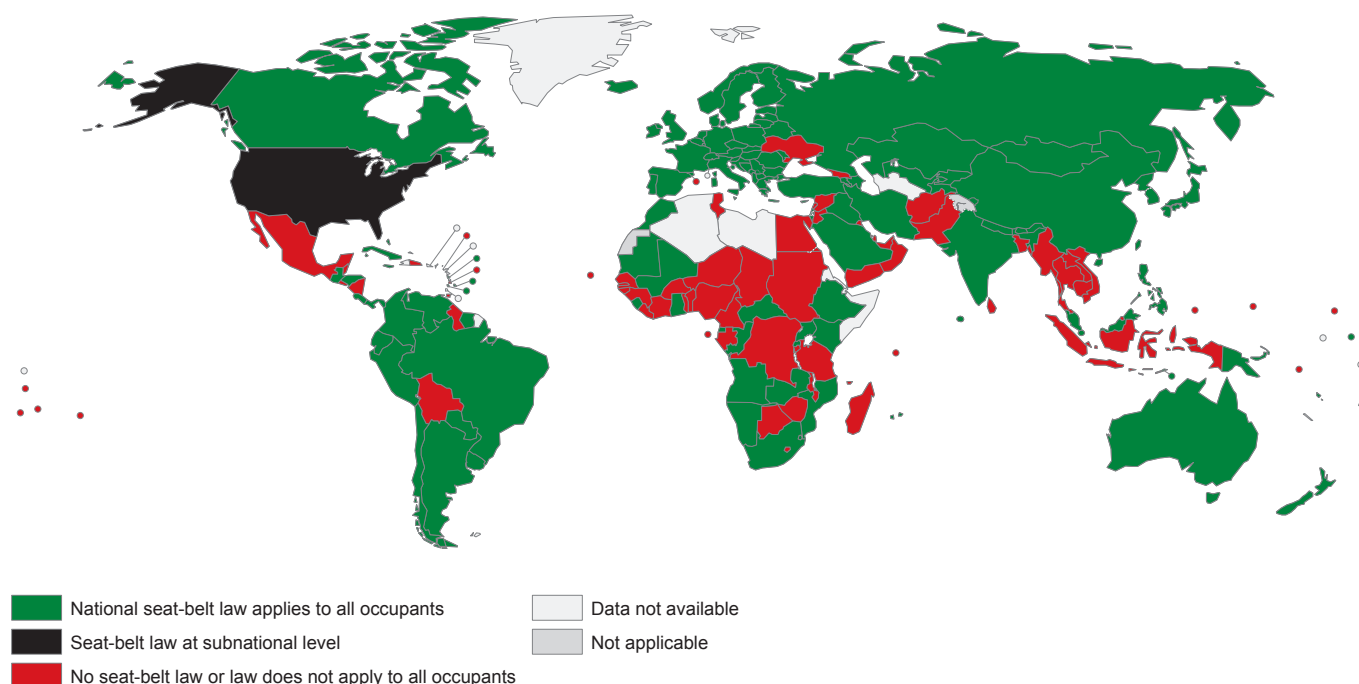 National seat-belt law applies to all occupants
Seat-belt law at subnational level
No seat-belt law or law does not apply to all occupants
Data not available
Not applicable